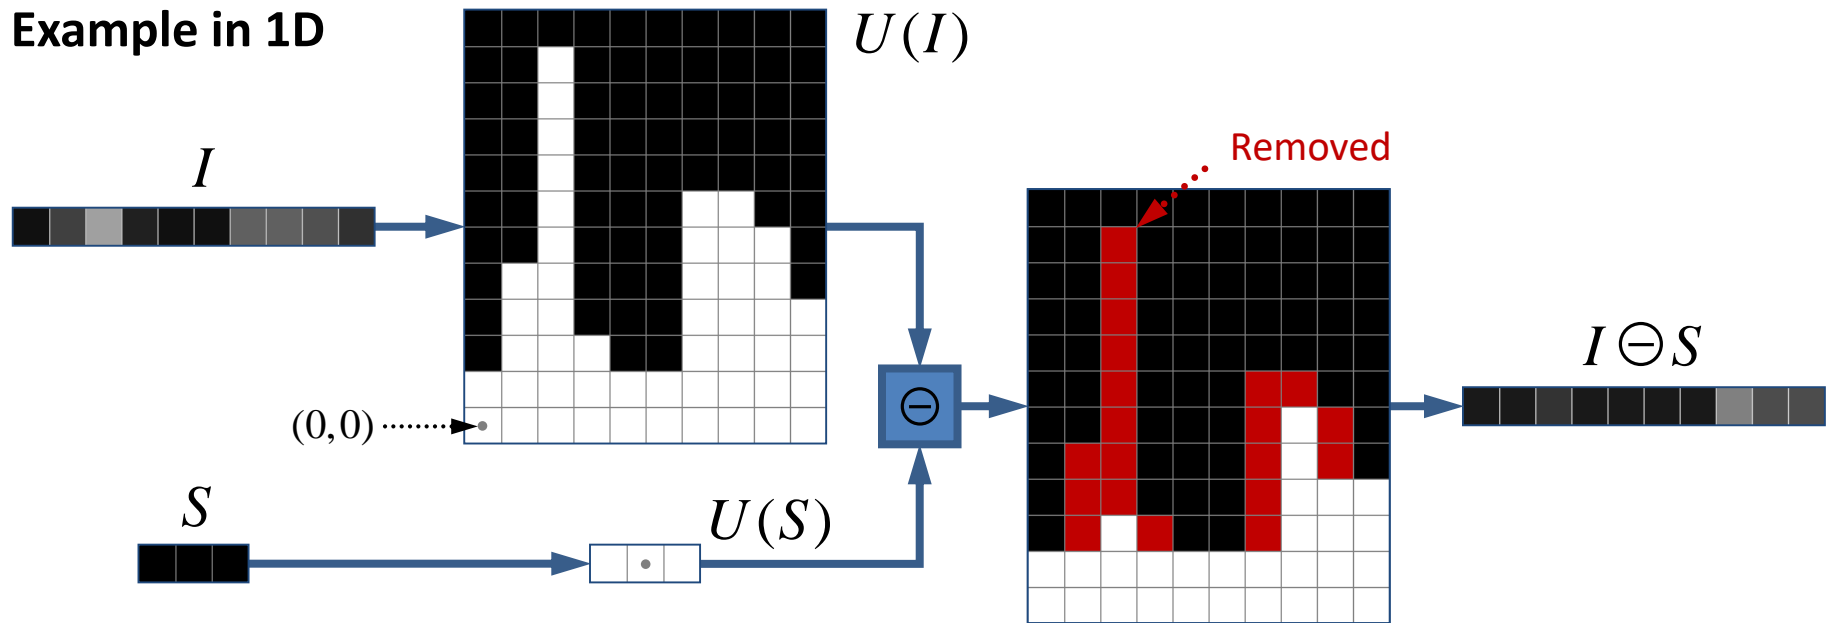 Example in 1D
U(I)
I
Removed
I ⊖ S
⊖
(0,0)
S
U(S)